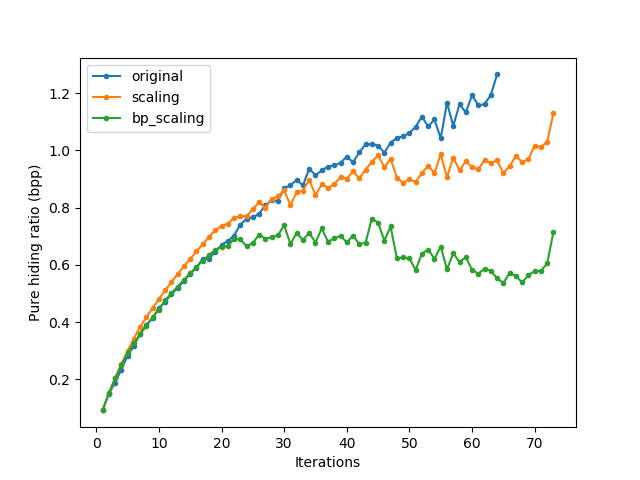 original
scaling
bp_scaling
Pure hiding ratio (bpp)
1.2
1.0
0.8
0.6
0.4
0.2
0 10 20 30 40 50 60 70
Iterations